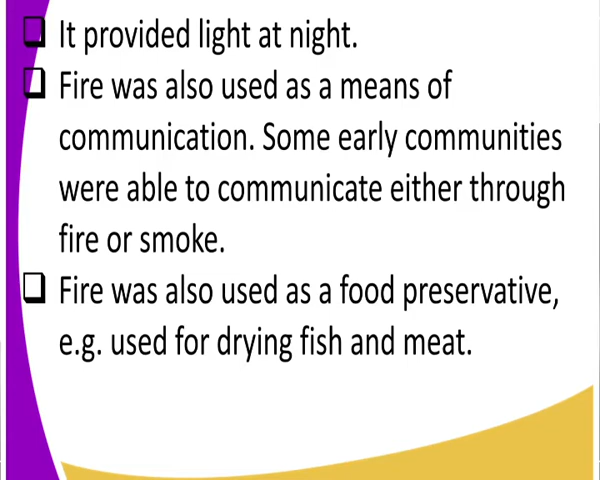 ❑ It provided light at night.
❑ Fire was also used as a means of
communication. Some early communities
were able to communicate either through
fire or smoke.
❑ Fire was also used as a food preservative,
e.g. used for drying fish and meat.